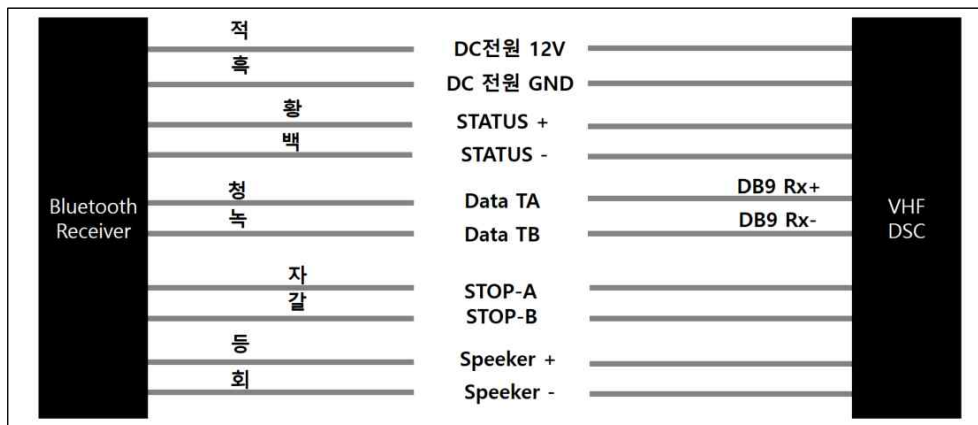 Bluetooth
Receiver
적
DC전원 12V
흑
DC 전원 GND
황
STATUS +
백
STATUS -
청
Data TA
DB9 Rx+
녹
Data TB
DB9 Rx-
자
STOP-A
갈
STOP-B
등
Speeker +
회
Speeker -
VHF
DSC